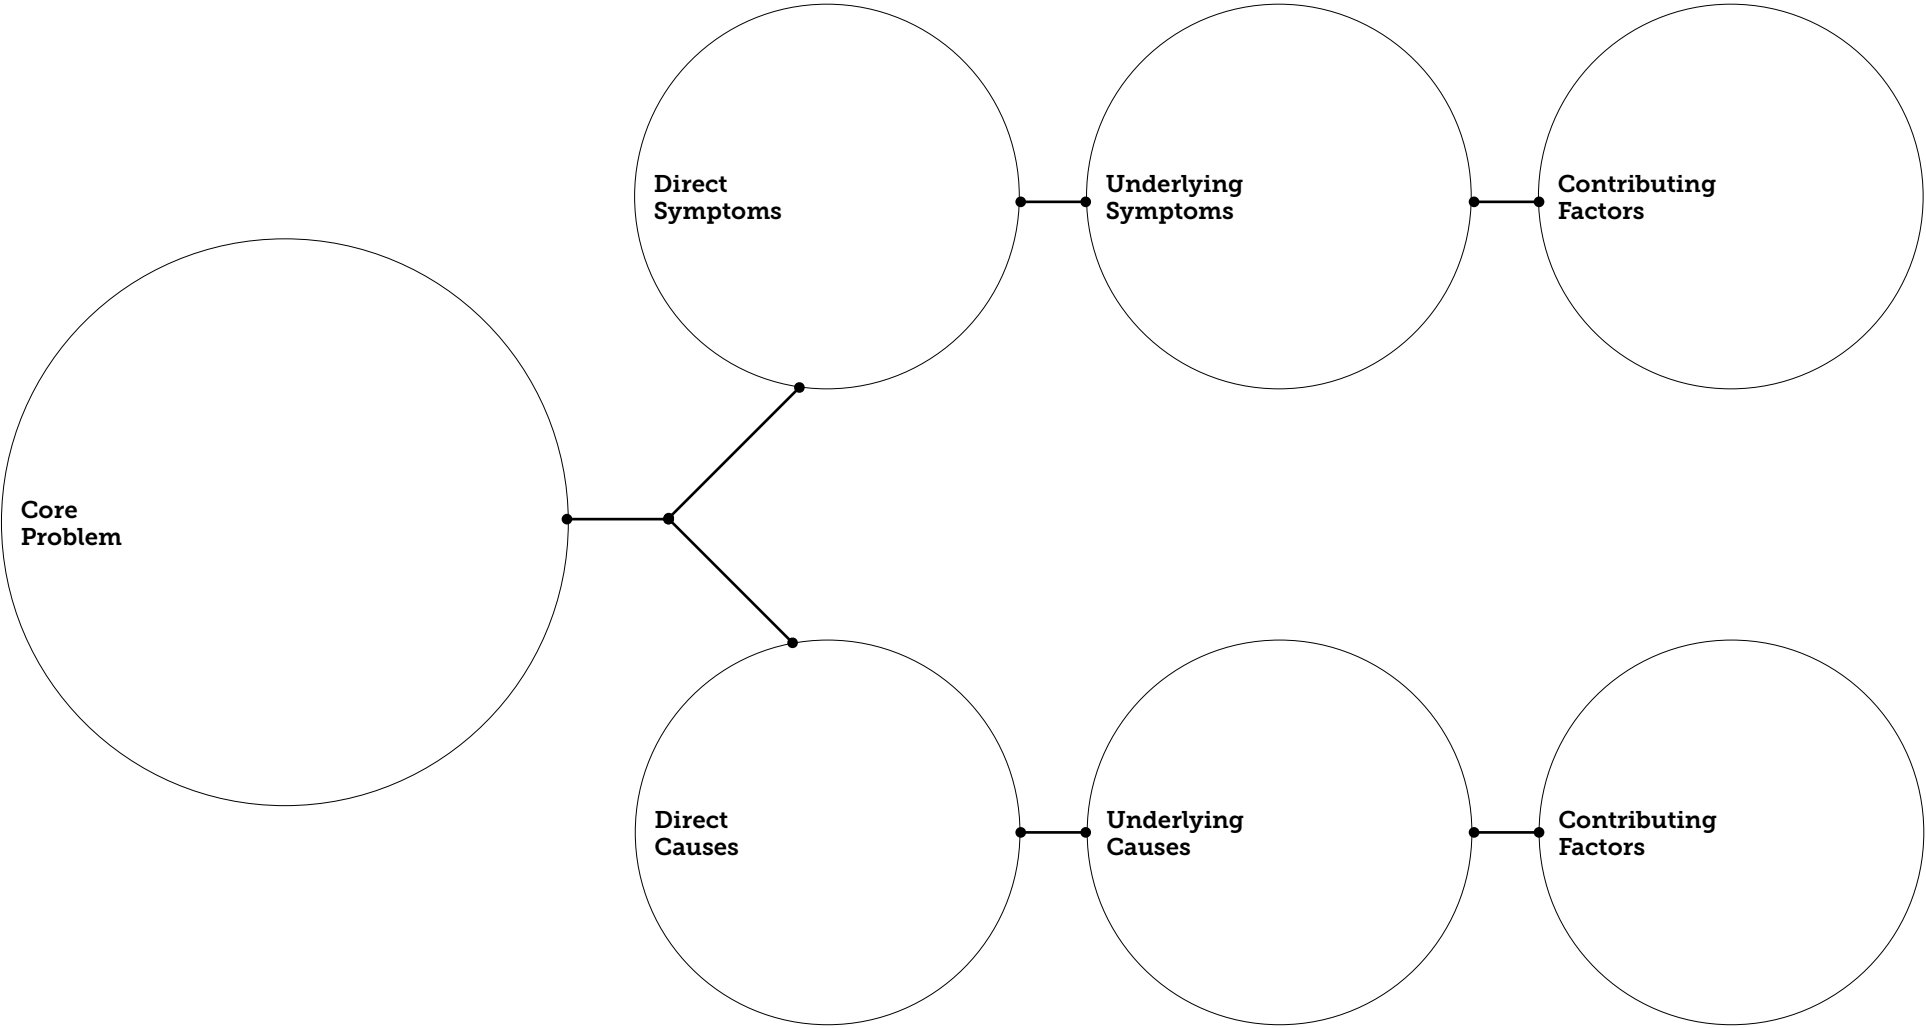 Direct
Symptoms
Underlying
Symptoms
Contributing
Factors
Core
Problem
Direct
Causes
Underlying
Causes
Contributing
Factors